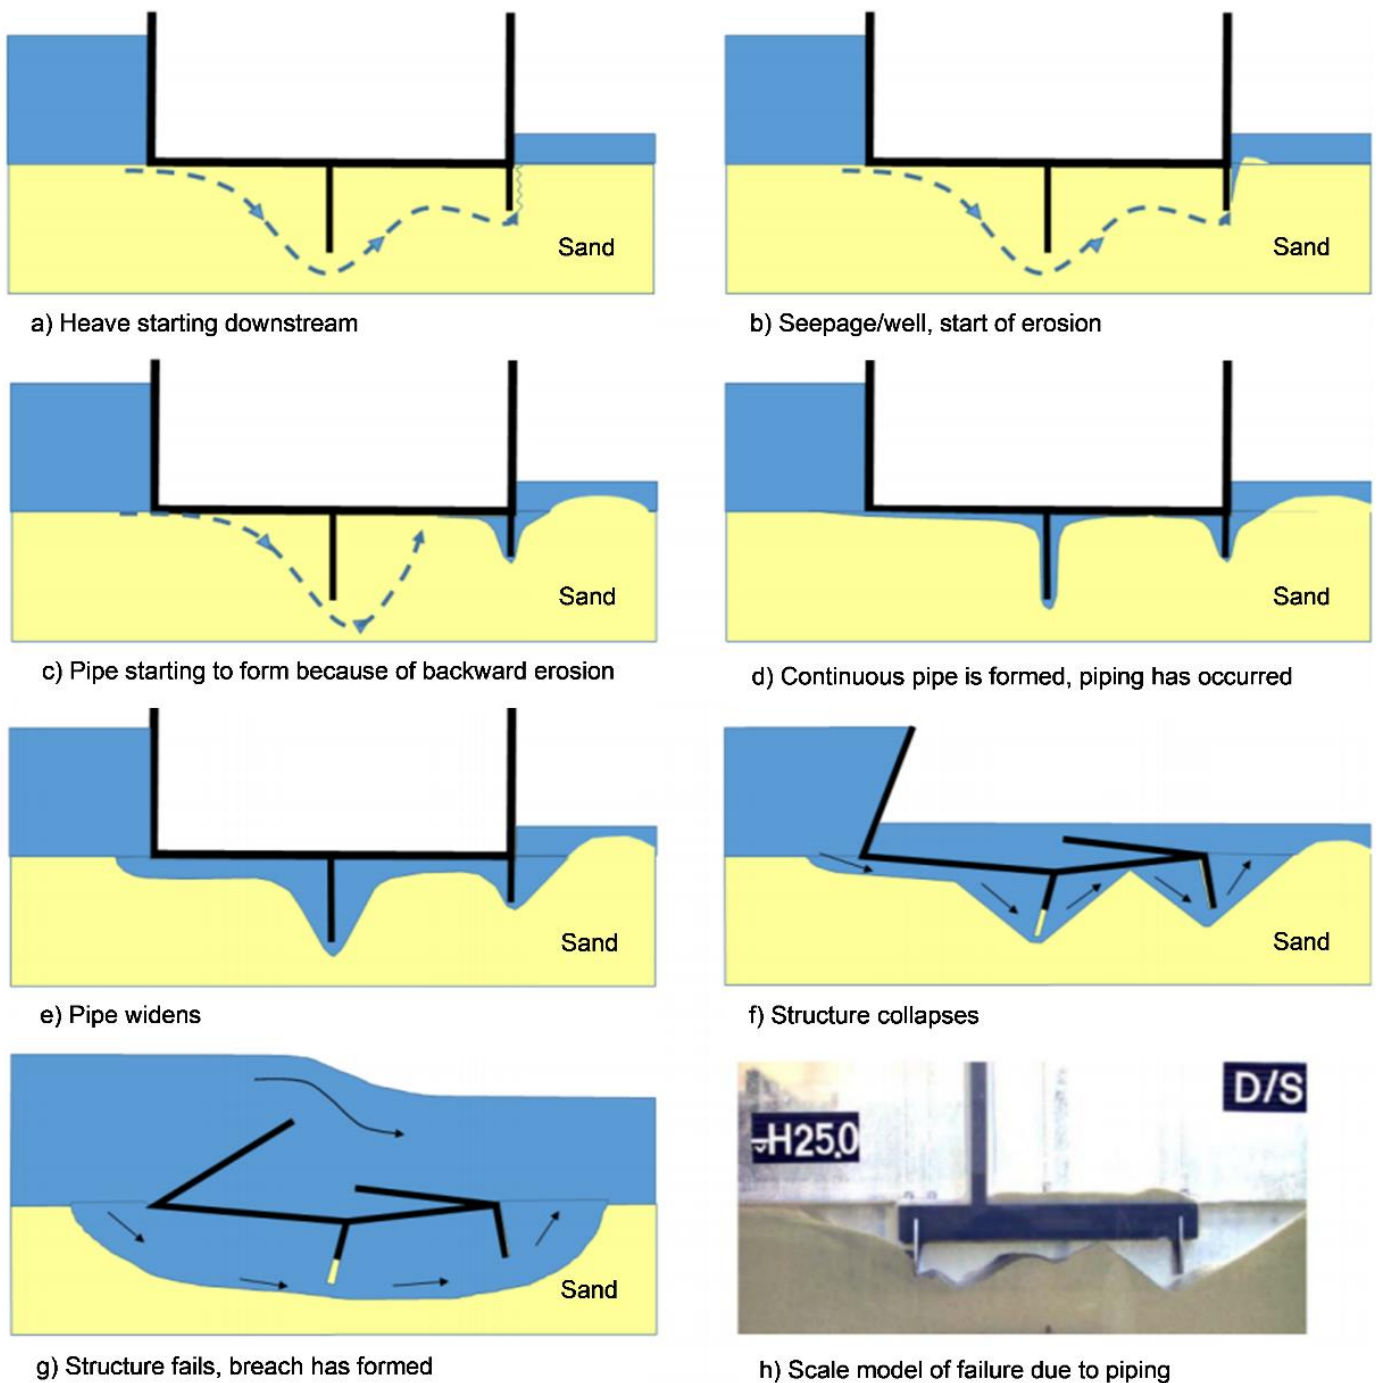 Sand
Sand
a) Heave starting downstream
b) Seepage/well, start of erosion
Sand
Sand
c) Pipe starting to form because of backward erosion
d) Continuous pipe is formed, piping has occurred
Sand
Sand
e) Pipe widens
f) Structure collapses
Sand
D/S
H25.0
g) Structure fails, breach has formed
h) Scale model of failure due to piping